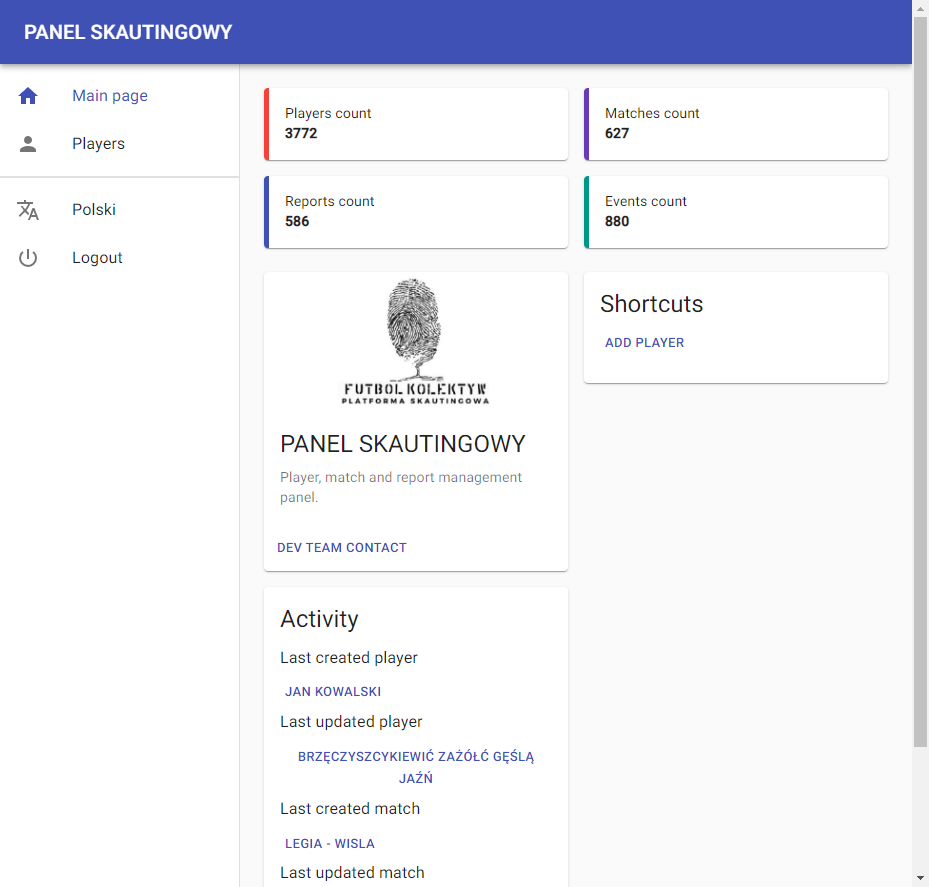 PANEL SKAUTINGOWY
Main page
Players
Polski
Logout
Players count
3772
Matches count
627
Reports count
586
Events count
880
FUTBOL KOLEKTYW
PLATFORMA SKAUTINGOWA
PANEL SKAUTINGOWY
Player, match and report management
panel.
DEV TEAM CONTACT
Shortcuts
ADD PLAYER
Activity
Last created player
JAN KOWALSKI
Last updated player
BRZĘCZYSZCYKIEWIĆ ZAŻÓŁĆ GĘŚLĄ
JAŹŃ
Last created match
LEGIA - WISLA
Last updated match